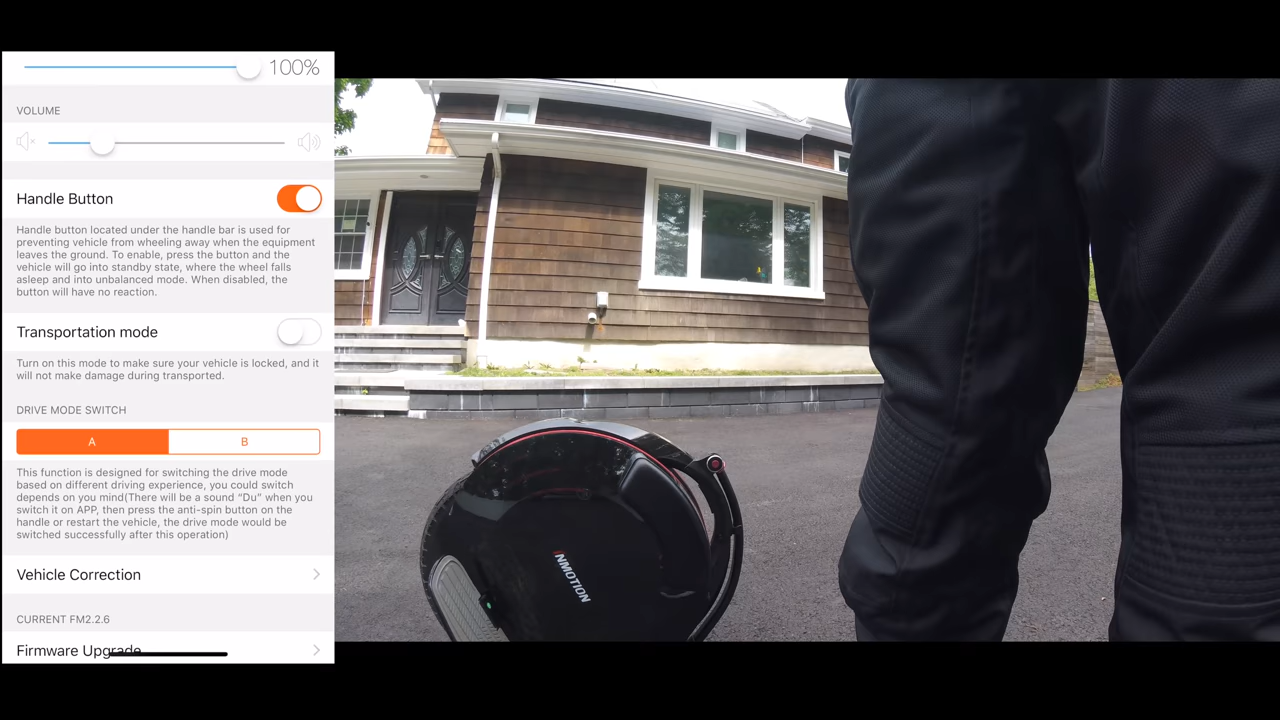 100%
VOLUME
Handle Button
Handle button located under the handle bar is used for
preventing vehicle from wheeling away when the equipment
leaves the ground. To enable, press the button and the
vehicle will go into standby state, where the wheel falls
asleep and into unbalanced mode. When disabled, the
button will have no reaction.
Transportation mode
Turn on this mode to make sure your vehicle is locked, and it
will not make damage during transported.
DRIVE MODE SWITCH
A B
This function is designed for switching the drive mode
based on different driving experience, you could switch
depends on you mind(There will be a sound “Du” when you
switch it on APP, then press the anti-spin button on the
handle or restart the vehicle, the drive mode would be
switched successfully after this operation)
Vehicle Correction
CURRENT FM2.2.6
Firmware Upgrade
INMOTION